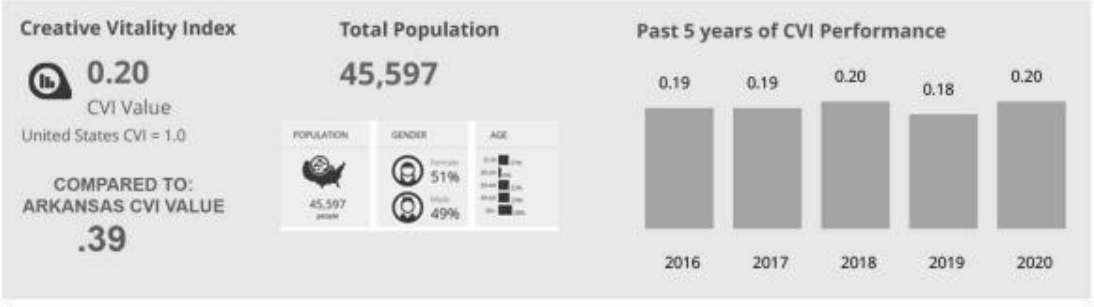 Creative Vitality Index
0.20
CVI Value
United States CVI = 1.0
COMPARED TO:
ARKANSAS CVI VALUE
.39
Total Population
45,597
POPULATION
45,597
people
GENDER
Female
51%
Male
49%
AGE
Past 5 years of CVI Performance
0.19 0.19 0.20 0.18 0.20
2016 2017 2018 2019 2020